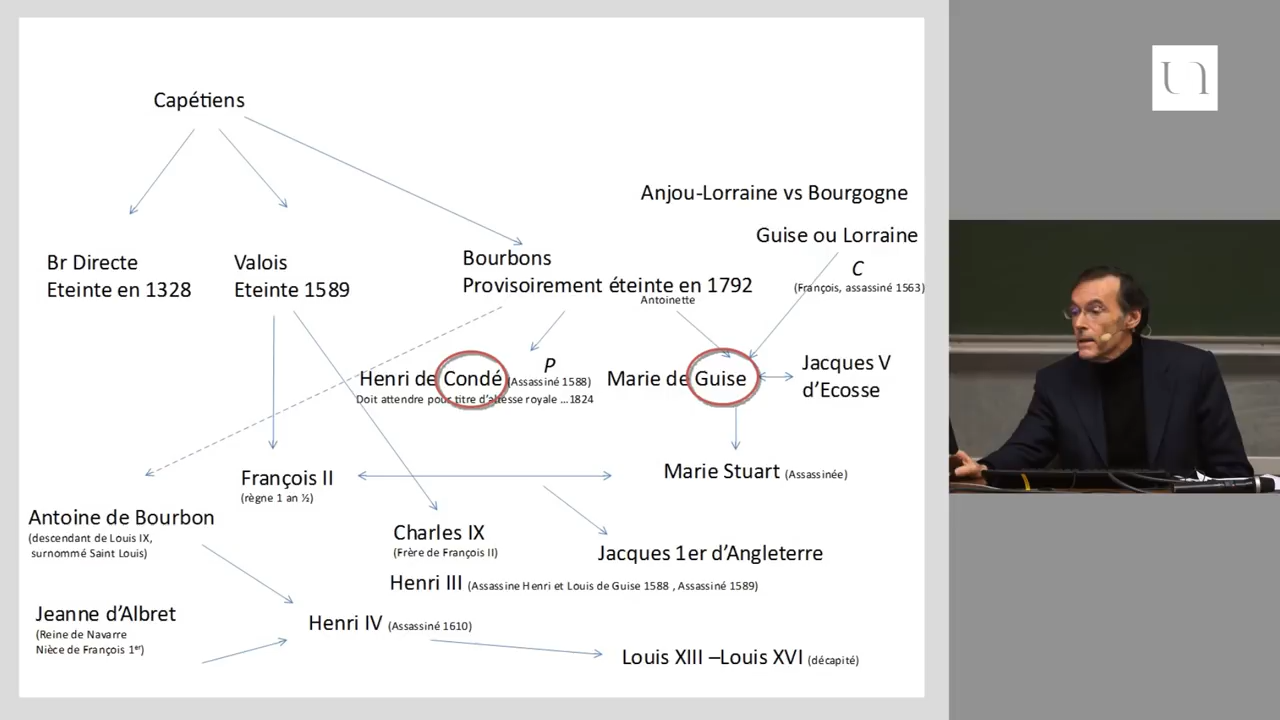 Capétiens
Anjou-Lorraine vs Bourgogne
Guise ou Lorraine
C
(François, assassiné 1563)
Br Directe
Eteinte en 1328
Valois
Eteinte 1589
Bourbons
Provisoirement éteinte en 1792
Antoinette
P
Henri de Condé (Assassiné 1588)
Doit attendre pour titre d'altesse royale ...1824
Marie de Guise
Jacques V
d'Ecosse
François II
(règne 1 an ½)
Marie Stuart (Assassinée)
Antoine de Bourbon
(descendant de Louis IX,
surnommé Saint Louis)
Charles IX
(Frère de François II)
Jacques 1er d'Angleterre
Henri III (Assassine Henri et Louis de Guise 1588 , Assassiné 1589)
Jeanne d'Albret
(Reine de Navarre
Nièce de François 1er)
Henri IV (Assassiné 1610)
Louis XIII –Louis XVI (décapité)
un